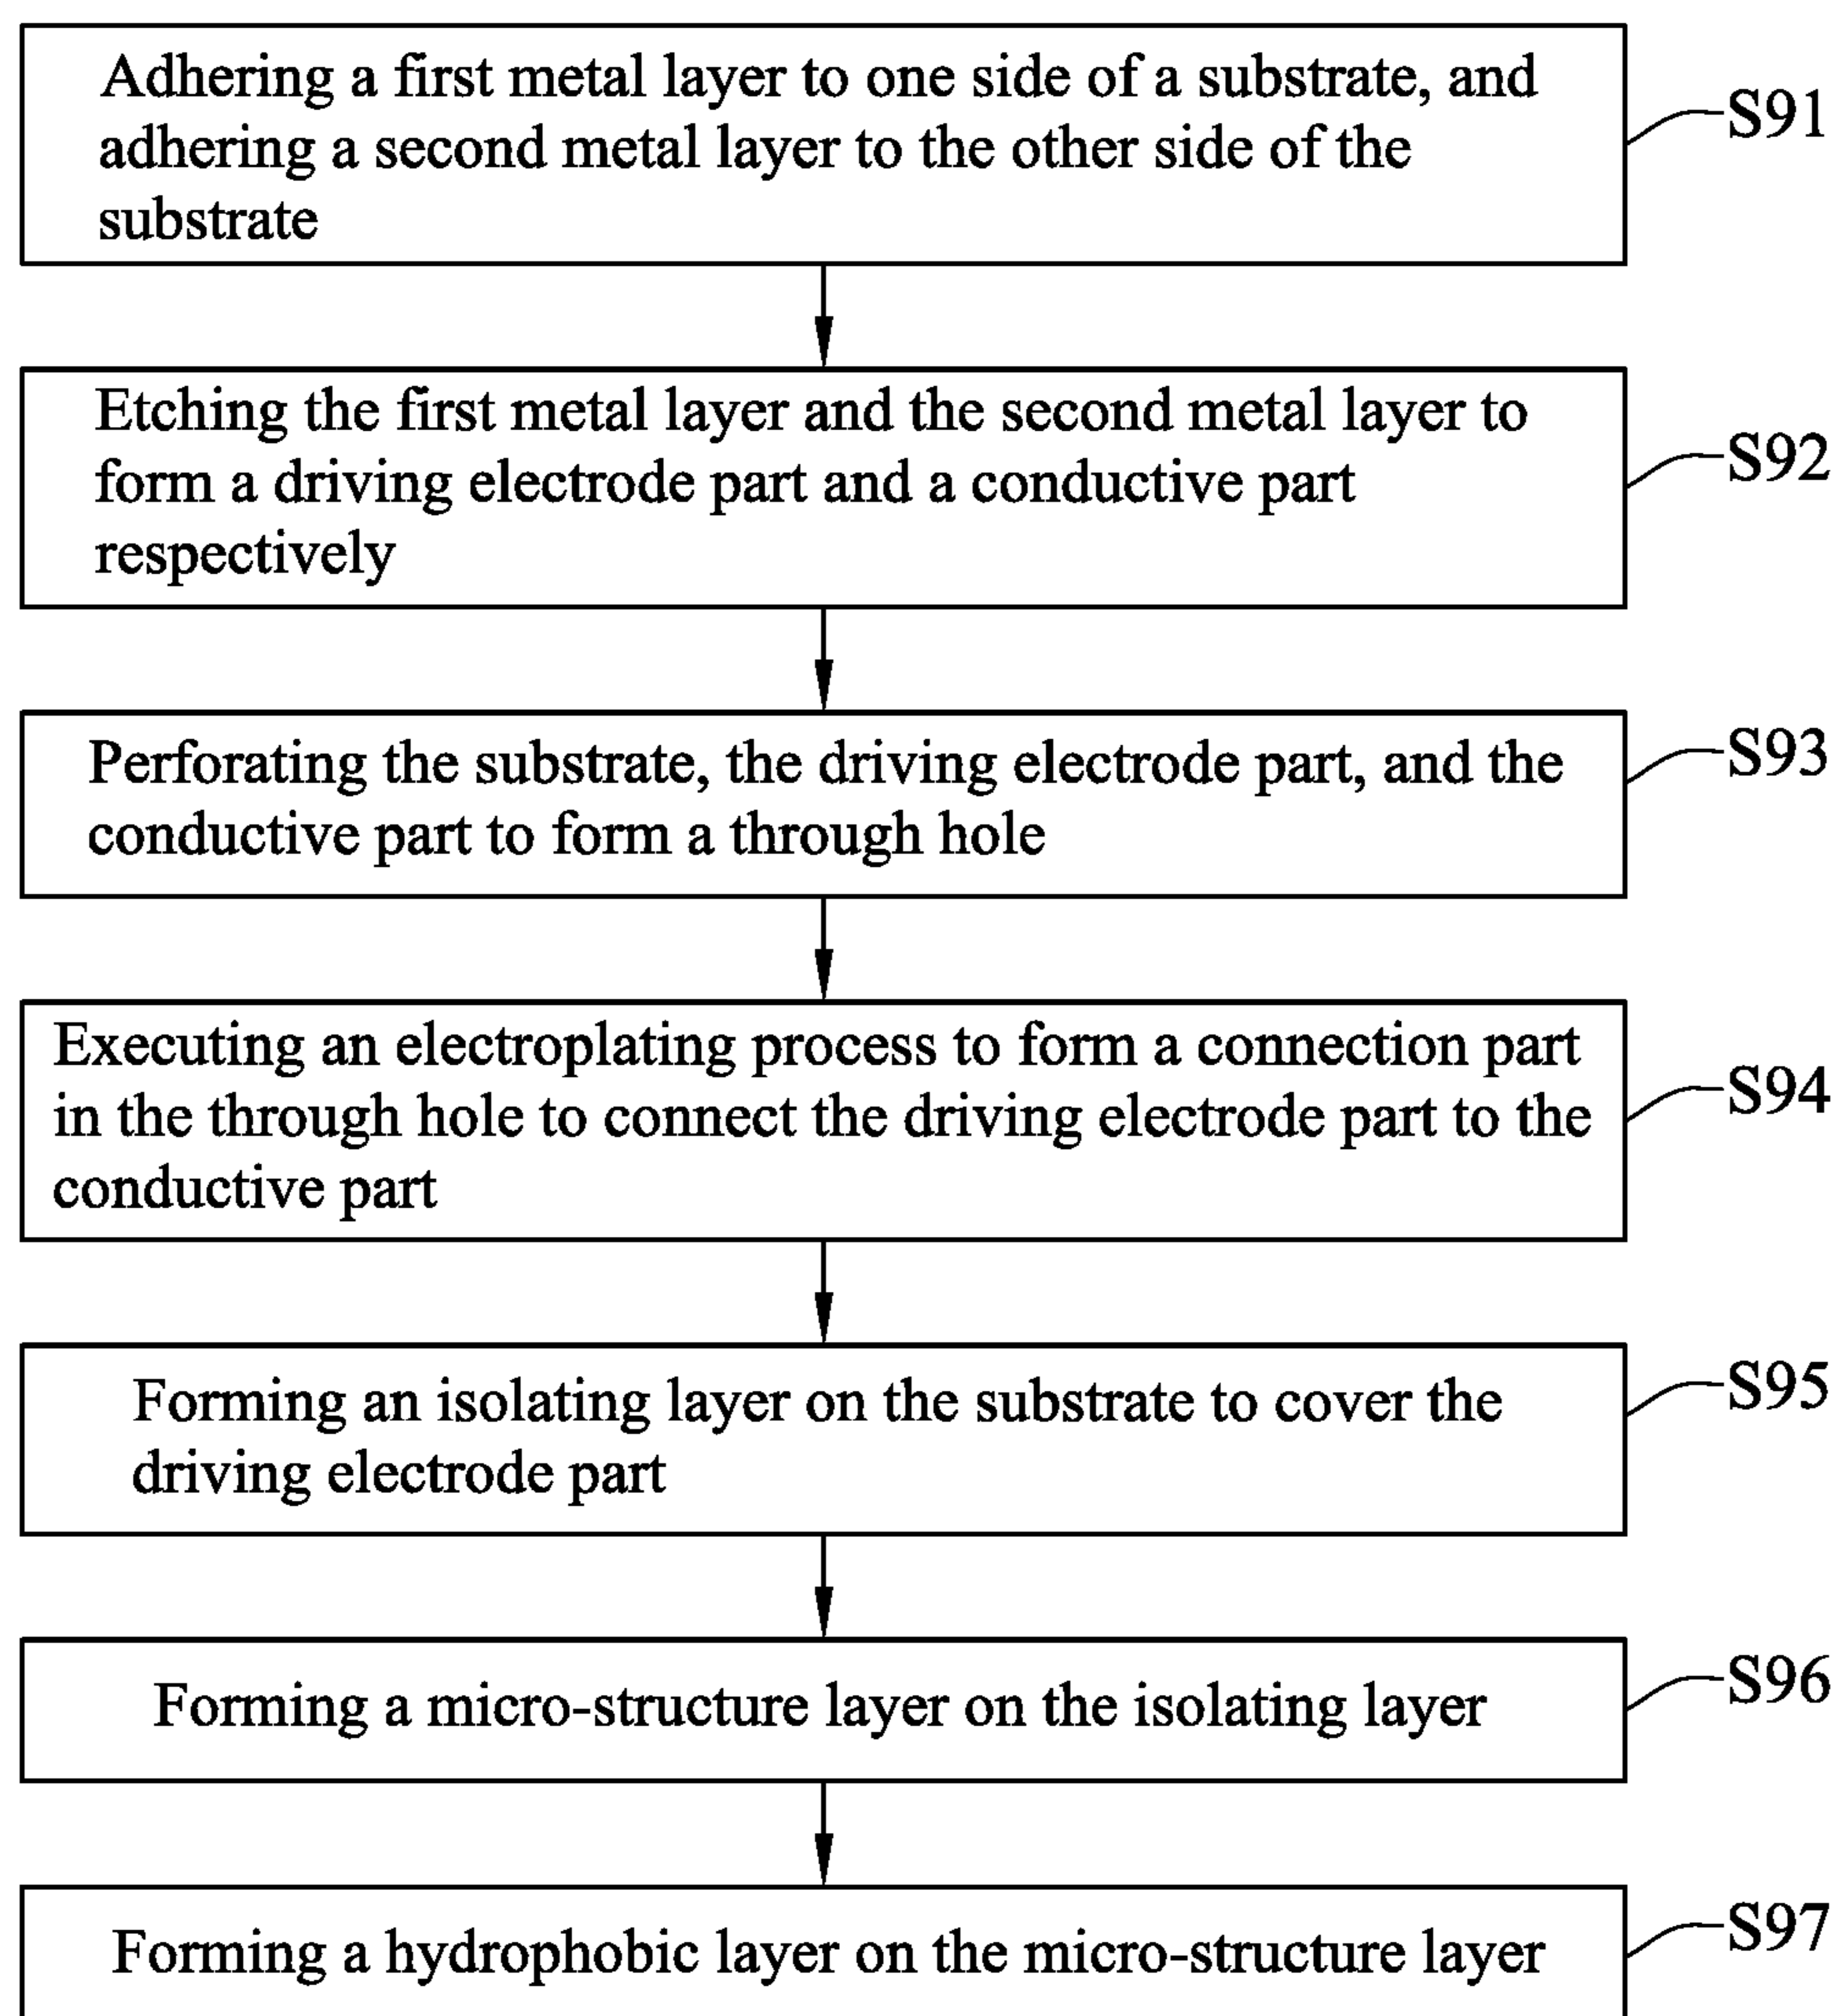 Adhering a first metal layer to one side of a substrate, and
adhering a second metal layer to the other side of the
substrate
S91
Etching the first metal layer and the second metal layer to
form a driving electrode part and a conductive part
respectively
S92
Perforating the substrate, the driving electrode part, and the
conductive part to form a through hole
S93
Executing an electroplating process to form a connection part
in the through hole to connect the driving electrode part to the
conductive part
S94
Forming an isolating layer on the substrate to cover the
driving electrode part
S95
Forming a micro-structure layer on the isolating layer
S96
Forming a hydrophobic layer on the micro-structure layer
S97